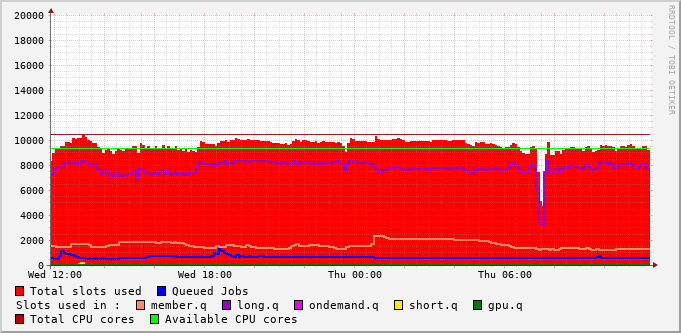 20000
18000
16000
14000
12000
10000
8000
6000
4000
2000
0
Wed 12:00 Wed 18:00 Thu 00:00 Thu 06:00
Total slots used Queued Jobs
Slots used in : member.q long.q ondemand.q short.q gpu.q
Total CPU cores Available CPU cores
RRDTOOL / TOBI OETIKER